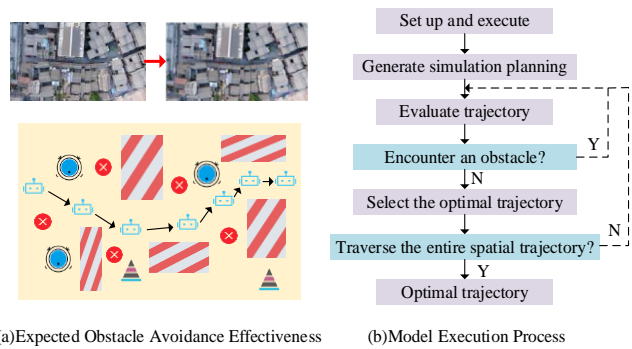 Set up and execute
Generate simulation planning
Evaluate trajectory
Y
Encounter an obstacle?
N
Select the optimal trajectory
N
Traverse the entire spatial trajectory?
Y
Optimal trajectory
(a)Expected Obstacle Avoidance Effectiveness
(b)Model Execution Process